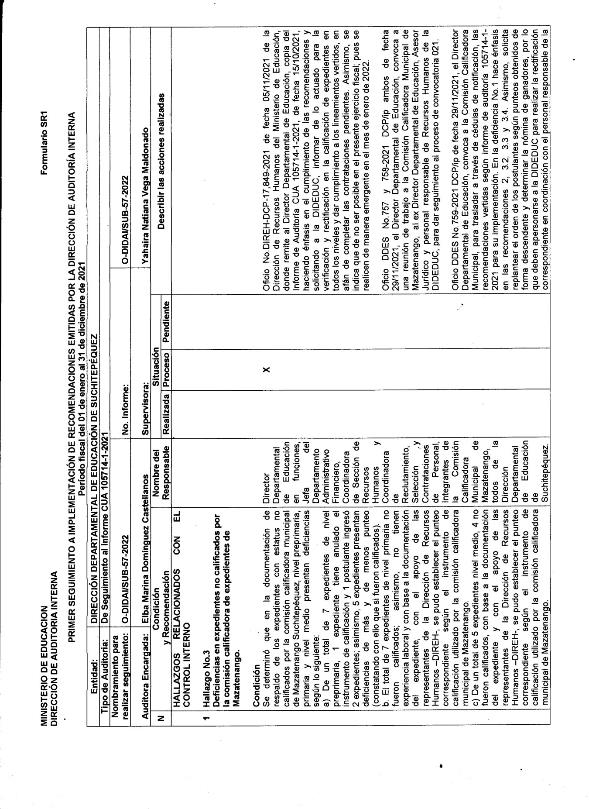 MINISTERIO DE EDUCACION
DIRECCIÓN DE AUDITORIA INTERNA
Formulario SR1
PRIMER SEGUIMIENTO A IMPLEMENTACIÓN DE RECOMENDACIONES EMITIDAS POR LA DIRECCIÓN DE AUDITORÍA INTERNA
Período fiscal del 01 de enero al 31 de diciembre de 2021
Entidad: DIRECCIÓN DEPARTAMENTAL DE EDUCACIÓN DE SUCHITEPÉQUEZ
Tipo de Auditoría: De Seguimiento al Informe CUA 105714-1-2021
Nombramiento para realizar seguimiento: O-DIDAI/SUB-57-2022 No. Informe: O-DIDAI/SUB-57-2022
Auditora Encargada: Elba Marina Domínguez Castellanos Supervisora: Yahaira Natiana Vega Maldonado
N
Condición
y Recomendación
Nombre del
Responsable
Situación
Realizada Proceso Pendiente
Describir las acciones realizadas
HALLAZGOS RELACIONADOS CON EL
CONTROL INTERNO
1 Hallazgo No.3
Deficiencias en expedientes no calificados por
la comisión calificadora de expedientes de
Mazatenango.
Condición
Se determinó que en la documentación de
respaldo de los expedientes con estatus no
calificados por la comisión calificadora municipal
de Mazatenango Suchitepéquez, nivel preprimaria,
primaria y nivel medio presentan deficiencias
según lo siguiente:
a) De un total de 7 expedientes de nivel
preprimaria, 1 expediente tiene anulado el
instrumento de calificación y 1 postulante ingresó
2 expedientes, asimismo, 5 expedientes presentan
deficiencias de más y de menos punteo
(constatando con ellos que si fueron calificados).
b. El total de 7 expedientes de nivel primaria no
fueron calificados; asimismo, no tienen
experiencia laboral y con base a la documentación
del expediente con el apoyo de las
representantes de la Dirección de Recursos
Humanos –DIREH-, se pudo establecer el punteo
correspondiente según el instrumento de
calificación utilizado por la comisión calificadora
municipal de Mazatenango
c) De un total de 5 expedientes nivel medio, 4 no
fueron calificados, con base a la documentación
del expediente y con el apoyo de las
representantes de la Dirección de Recursos
Humanos –DIREH-, se pudo establecer el punteo
correspondiente según el instrumento de
calificación utilizado por la comisión calificadora
municipal de Mazatenango.
Director
Departamental
de Educación
en funciones,
Jefa del
Departamento
Administrativo
Financiero,
Coordinadora
de Sección de
Recursos
Humanos y
Coordinadora de
Reclutamiento,
Selección y
Contrataciones
de Personal,
Integrantes de
la Comisión
Calificadora
Municipal de
Mazatenango,
todos de la
Dirección
Departamental
de Educación
de
Suchitepéquez.
X
Oficio No.DIREH-DCP-17,649-2021 de fecha 05/11/2021 de la
Dirección de Recursos Humanos del Ministerio de Educación,
donde remite al Director Departamental de Educación, copia del
Informe de Auditoria CUA 105714-1-2021, de fecha 15/10/2021,
haciendo énfasis en el cumplimiento de las recomendaciones y
solicitando a la DIDEDUC, informar de lo actuado para la
verificación y rectificación en la calificación de expedientes en
todos los niveles y dar cumplimiento a los lineamientos vertidos, en
afán de completar las contrataciones pendientes. Asimismo, se
indica que de no ser posible en el presente ejercicio fiscal, pues se
realicen de manera emergente en el mes de enero de 2022.
Oficio DDES No.757 y 758-2021 DCP/lp ambos de fecha
29/11/2021, el Director Departamental de Educación, convoca a
una reunión de trabajo a la Comisión Calificadora Municipal de
Mazatenango, al ex Director Departamental de Educación, Asesor
Jurídico y personal responsable de Recursos Humanos de la
DIDEDUC, para dar seguimiento al proceso de convocatoria 021.
Oficio DDES No 759-2021 DCP/lp de fecha 29/11/2021, el Director
Departamental de Educación, convoca a la Comisión Calificadora
Municipal, para trasladar a través de cédulas de notificación, las
recomendaciones vertidas según informe de auditoría 105714-1-
2021 para su implementación. En la deficiencia No.1 hace énfasis
en las recomendaciones 2, 3.2, 3.3 y 3.4. Asimismo, solicita
replantear el orden de los postulantes según punteos obtenidos de
forma descendente y determinar la nómina de ganadores, por lo
que deben apersonarse a la DIDEDUC para realizar la rectificación
correspondiente en coordinación con el personal responsable de la